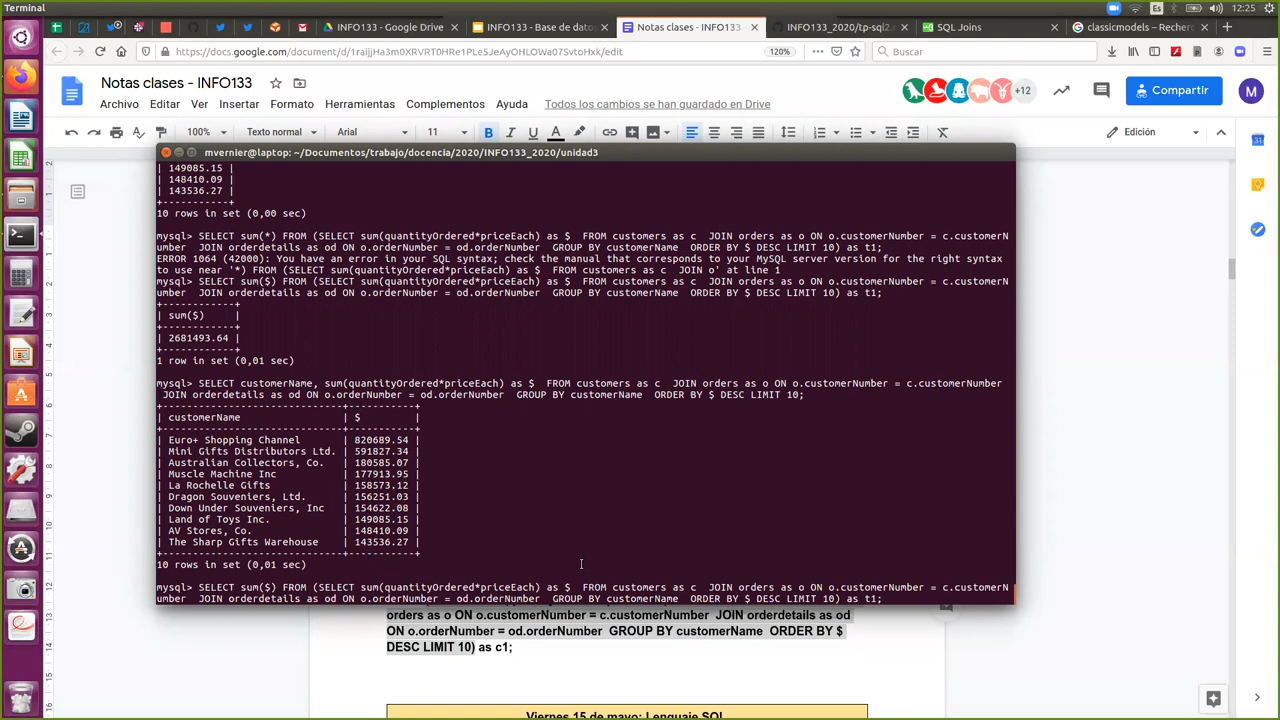 Terminal
Es
12:25
INFO133 - Google Drive
INFO133 - Base de datos
Notas clases - INFO133
INFO133_2020/tp-sql2.
SQL Joins
classicmodels – Recherc
https://docs.google.com/document/d/1raijjHa3m0XRVRT0HRe1PLe5JeAyOHLOWa07SvtoHxk/edit
120%
Buscar
Notas clases - INFO133
Archivo Editar Ver Insertar Formato Herramientas Complementos Ayuda Todos los cambios se han guardado en Drive
+12
Compartir
M
100% Texto normal Arial 11 B I U A Edición
mvernier@laptop: ~/Documentos/trabajo/docencia/2020/INFO133_2020/unidad3
| 149085.15 |
| 148410.09 |
| 143536.27 |
+-----------+
10 rows in set (0,00 sec)
mysql> SELECT sum(*) FROM (SELECT sum(quantityOrdered*priceEach) as $  FROM customers as c  JOIN orders as o ON o.customerNumber = c.customerN
umber  JOIN orderdetails as od ON o.orderNumber = od.orderNumber  GROUP BY customerName  ORDER BY $ DESC LIMIT 10) as t1;
ERROR 1064 (42000): You have an error in your SQL syntax; check the manual that corresponds to your MySQL server version for the right syntax
to use near '*) FROM (SELECT sum(quantityOrdered*priceEach) as $  FROM customers as c  JOIN o' at line 1
mysql> SELECT sum($) FROM (SELECT sum(quantityOrdered*priceEach) as $  FROM customers as c  JOIN orders as o ON o.customerNumber = c.customerN
umber  JOIN orderdetails as od ON o.orderNumber = od.orderNumber  GROUP BY customerName  ORDER BY $ DESC LIMIT 10) as t1;
+------------+
| sum($)     |
+------------+
| 2681493.64 |
+------------+
1 row in set (0,01 sec)
mysql> SELECT customerName, sum(quantityOrdered*priceEach) as $  FROM customers as c  JOIN orders as o ON o.customerNumber = c.customerNumber
 JOIN orderdetails as od ON o.orderNumber = od.orderNumber  GROUP BY customerName  ORDER BY $ DESC LIMIT 10;
+------------------------------+-----------+
| customerName                 | $         |
+------------------------------+-----------+
| Euro+ Shopping Channel       | 820689.54 |
| Mini Gifts Distributors Ltd. | 591827.34 |
| Australian Collectors, Co.   | 180585.07 |
| Muscle Machine Inc           | 177913.95 |
| La Rochelle Gifts            | 158573.12 |
| Dragon Souveniers, Ltd.      | 156251.03 |
| Down Under Souveniers, Inc   | 154622.08 |
| Land of Toys Inc.            | 149085.15 |
| AV Stores, Co.               | 148410.09 |
| The Sharp Gifts Warehouse    | 143536.27 |
+------------------------------+-----------+
10 rows in set (0,01 sec)
mysql> SELECT sum($) FROM (SELECT sum(quantityOrdered*priceEach) as $  FROM customers as c  JOIN orders as o ON o.customerNumber = c.customerN
umber  JOIN orderdetails as od ON o.orderNumber = od.orderNumber  GROUP BY customerName  ORDER BY $ DESC LIMIT 10) as t1;
orders as o ON o.customerNumber = c.customerNumber  JOIN orderdetails as od
ON o.orderNumber = od.orderNumber  GROUP BY customerName  ORDER BY $
DESC LIMIT 10) as c1;
Viernes 15 de mayo: Lenguaje SQL